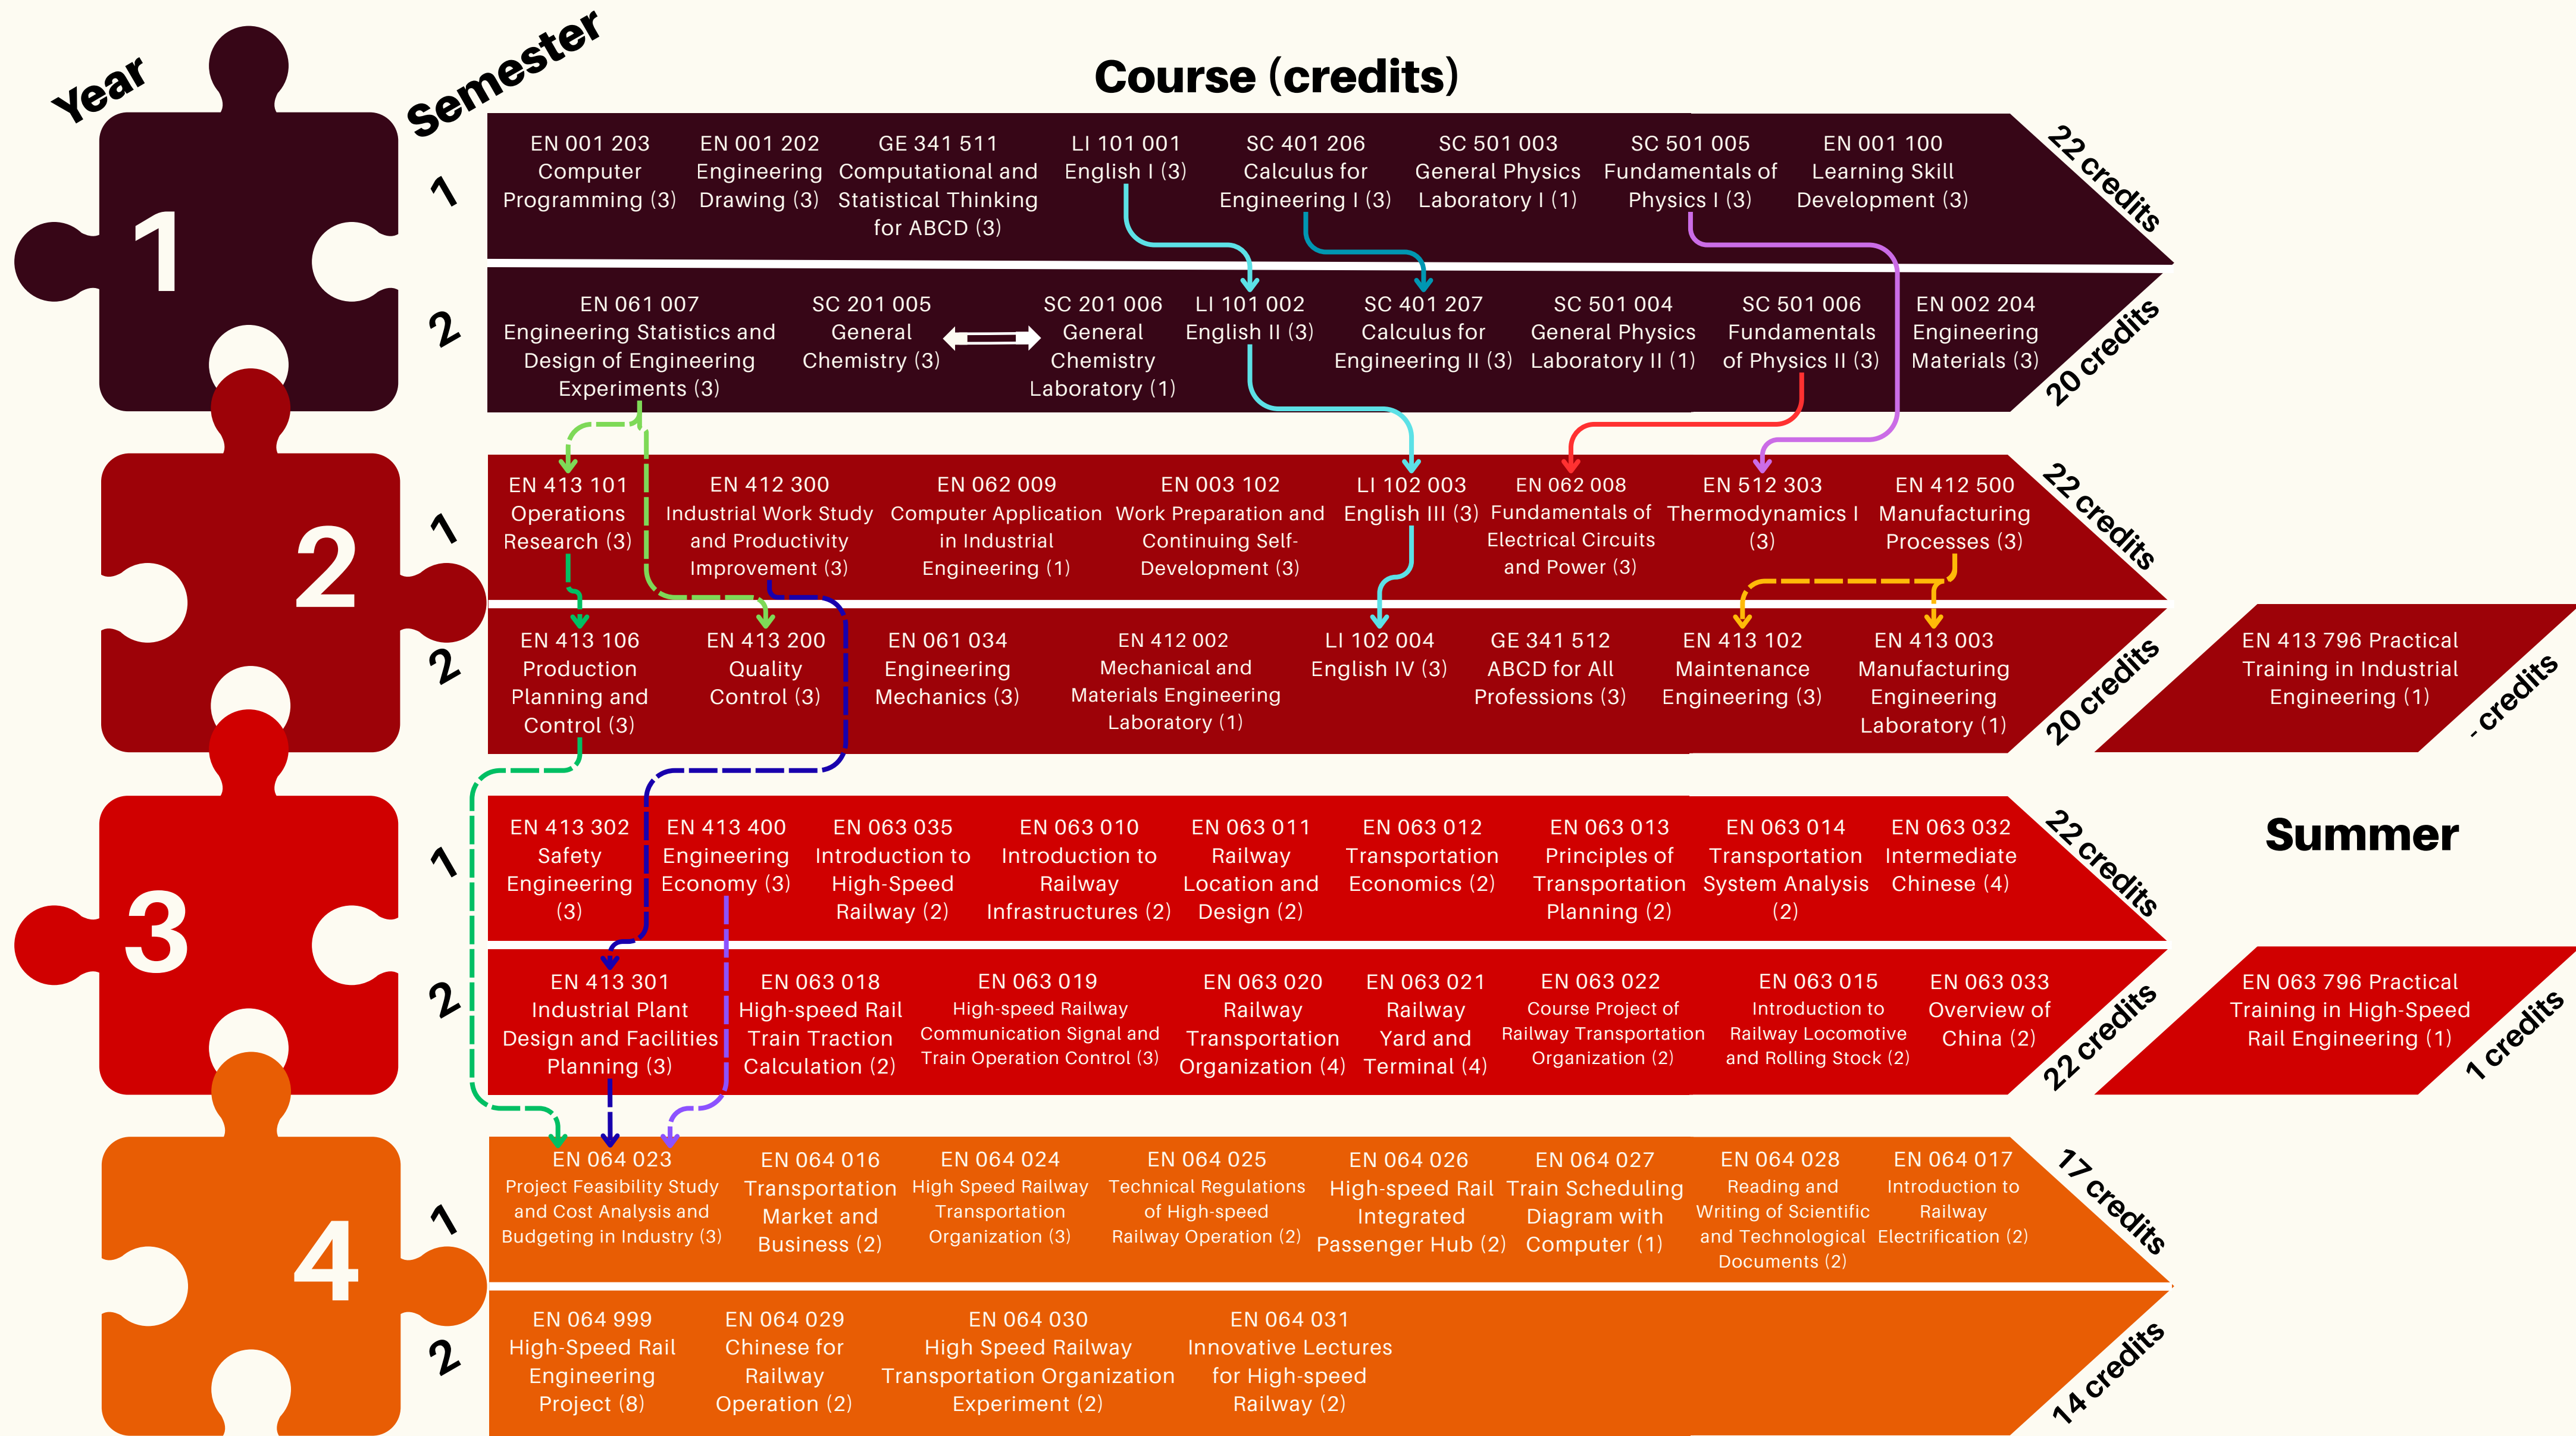 Year
Semester
Course (credits)
1
1
EN 001 203
Computer
Programming (3)
EN 001 202
Engineering
Drawing (3)
GE 341 511
Computational and
Statistical Thinking
for ABCD (3)
LI 101 001
English I (3)
SC 401 206
Calculus for
Engineering I (3)
SC 501 003
General Physics
Laboratory I (1)
SC 501 005
Fundamentals of
Physics I (3)
EN 001 100
Learning Skill
Development (3)
22 credits
2
EN 061 007
Engineering Statistics and
Design of Engineering
Experiments (3)
SC 201 005
General
Chemistry (3)
SC 201 006
General
Chemistry
Laboratory (1)
LI 101 002
English II (3)
SC 401 207
Calculus for
Engineering II (3)
SC 501 004
General Physics
Laboratory II (1)
SC 501 006
Fundamentals
of Physics II (3)
EN 002 204
Engineering
Materials (3)
20 credits
2
1
EN 413 101
Operations
Research (3)
EN 412 300
Industrial Work Study
and Productivity
Improvement (3)
EN 062 009
Computer Application
in Industrial
Engineering (1)
EN 003 102
Work Preparation and
Continuing Self-
Development (3)
LI 102 003
English III (3)
EN 062 008
Fundamentals of
Electrical Circuits
and Power (3)
EN 512 303
Thermodynamics I
(3)
EN 412 500
Manufacturing
Processes (3)
22 credits
2
EN 413 106
Production
Planning and
Control (3)
EN 413 200
Quality
Control (3)
EN 061 034
Engineering
Mechanics (3)
EN 412 002
Mechanical and
Materials Engineering
Laboratory (1)
LI 102 004
English IV (3)
GE 341 512
ABCD for All
Professions (3)
EN 413 102
Maintenance
Engineering (3)
EN 413 003
Manufacturing
Engineering
Laboratory (1)
20 credits
EN 413 796 Practical
Training in Industrial
Engineering (1)
- credits
Summer
3
1
EN 413 302
Safety
Engineering
(3)
EN 413 400
Engineering
Economy (3)
EN 063 035
Introduction to
High-Speed
Railway (2)
EN 063 010
Introduction to
Railway
Infrastructures (2)
EN 063 011
Railway
Location and
Design (2)
EN 063 012
Transportation
Economics (2)
EN 063 013
Principles of
Transportation
Planning (2)
EN 063 014
Transportation
System Analysis
(2)
EN 063 032
Intermediate
Chinese (4)
22 credits
2
EN 413 301
Industrial Plant
Design and Facilities
Planning (3)
EN 063 018
High-speed Rail
Train Traction
Calculation (2)
EN 063 019
High-speed Railway
Communication Signal and
Train Operation Control (3)
EN 063 020
Railway
Transportation
Organization (4)
EN 063 021
Railway
Yard and
Terminal (4)
EN 063 022
Course Project of
Railway Transportation
Organization (2)
EN 063 015
Introduction to
Railway Locomotive
and Rolling Stock (2)
EN 063 033
Overview of
China (2)
22 credits
EN 063 796 Practical
Training in High-Speed
Rail Engineering (1)
1 credits
4
1
EN 064 023
Project Feasibility Study
and Cost Analysis and
Budgeting in Industry (3)
EN 064 016
Transportation
Market and
Business (2)
EN 064 024
High Speed Railway
Transportation
Organization (3)
EN 064 025
Technical Regulations
of High-speed
Railway Operation (2)
EN 064 026
High-speed Rail
Integrated
Passenger Hub (2)
EN 064 027
Train Scheduling
Diagram with
Computer (1)
EN 064 028
Reading and
Writing of Scientific
and Technological
Documents (2)
EN 064 017
Introduction to
Railway
Electrification (2)
17 credits
2
EN 064 999
High-Speed Rail
Engineering
Project (8)
EN 064 029
Chinese for
Railway
Operation (2)
EN 064 030
High Speed Railway
Transportation Organization
Experiment (2)
EN 064 031
Innovative Lectures
for High-speed
Railway (2)
14 credits